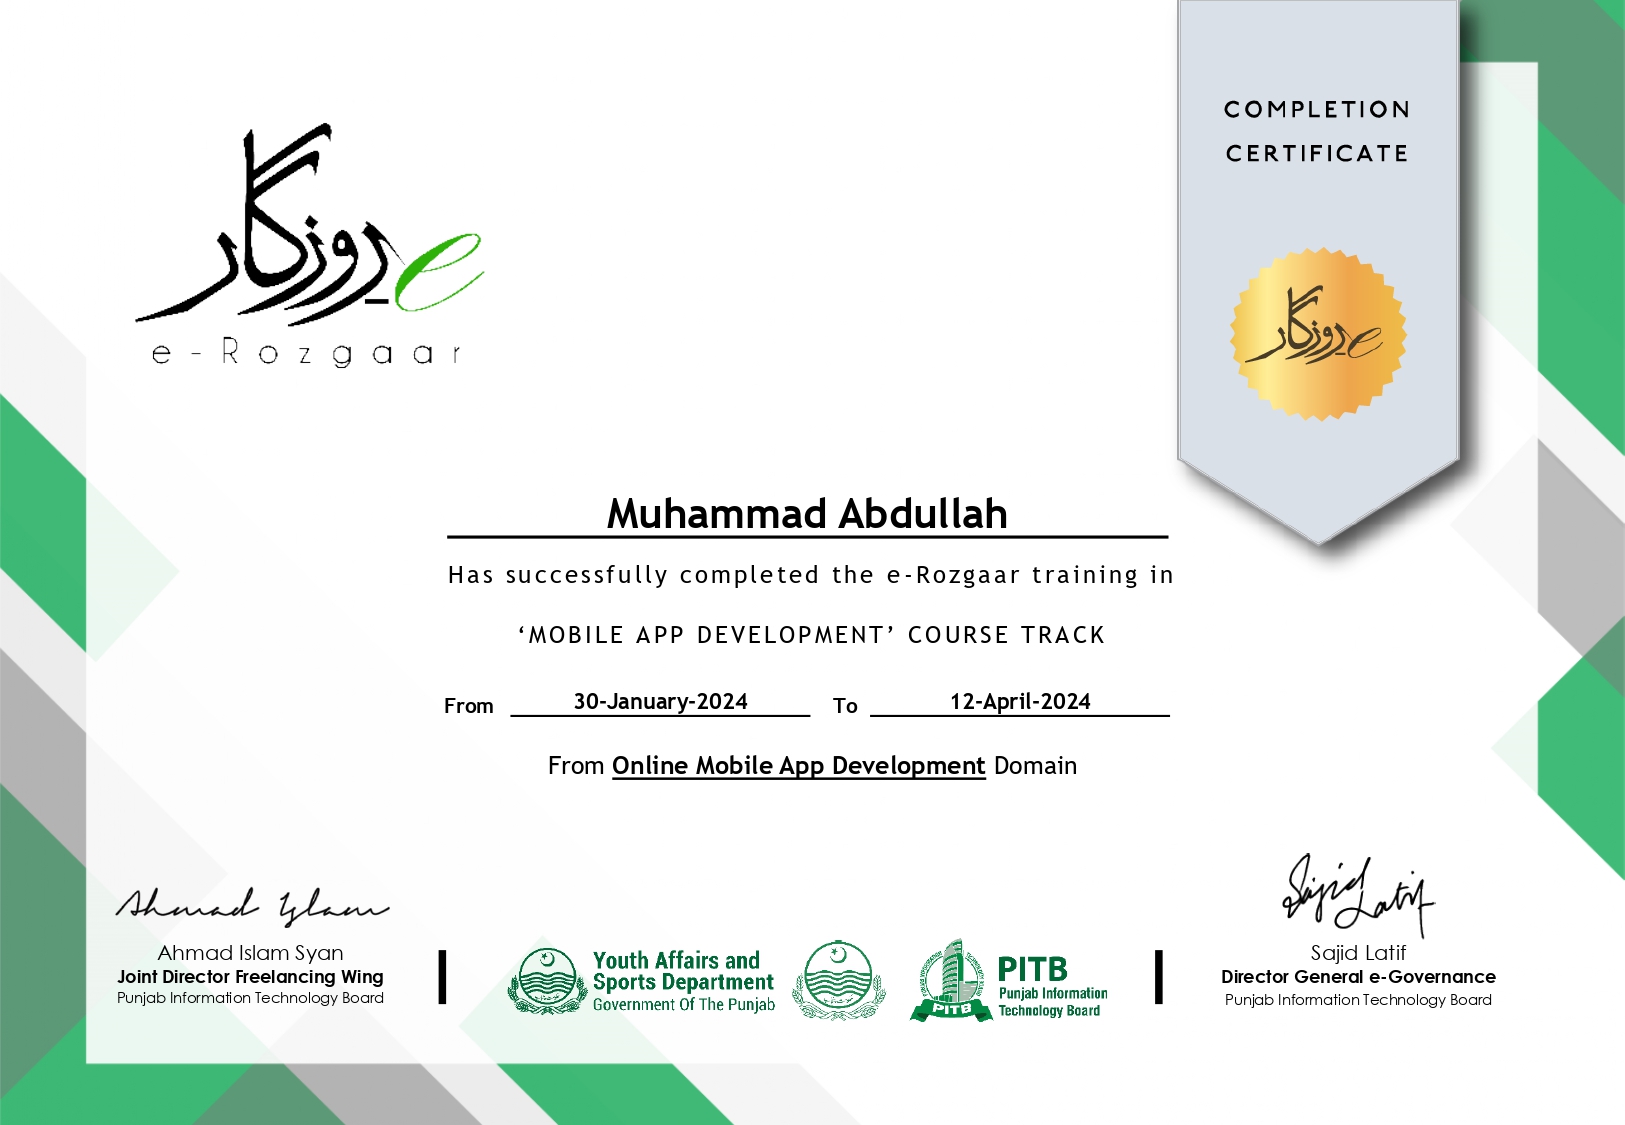 COMPLETION
CERTIFICATE
روزگار e
e-Rozgaar
روزگار e
Muhammad Abdullah
Has successfully completed the e-Rozgaar training in
‘MOBILE APP DEVELOPMENT’ COURSE TRACK
From 30-January-2024 To 12-April-2024
From Online Mobile App Development Domain
Ahmad Islam
Ahmad Islam Syan
Joint Director Freelancing Wing
Punjab Information Technology Board
Youth Affairs and
Sports Department
Government Of The Punjab
PITB
PITB
Punjab Information
Technology Board
Sajid
Latif
Sajid Latif
Director General e-Governance
Punjab Information Technology Board